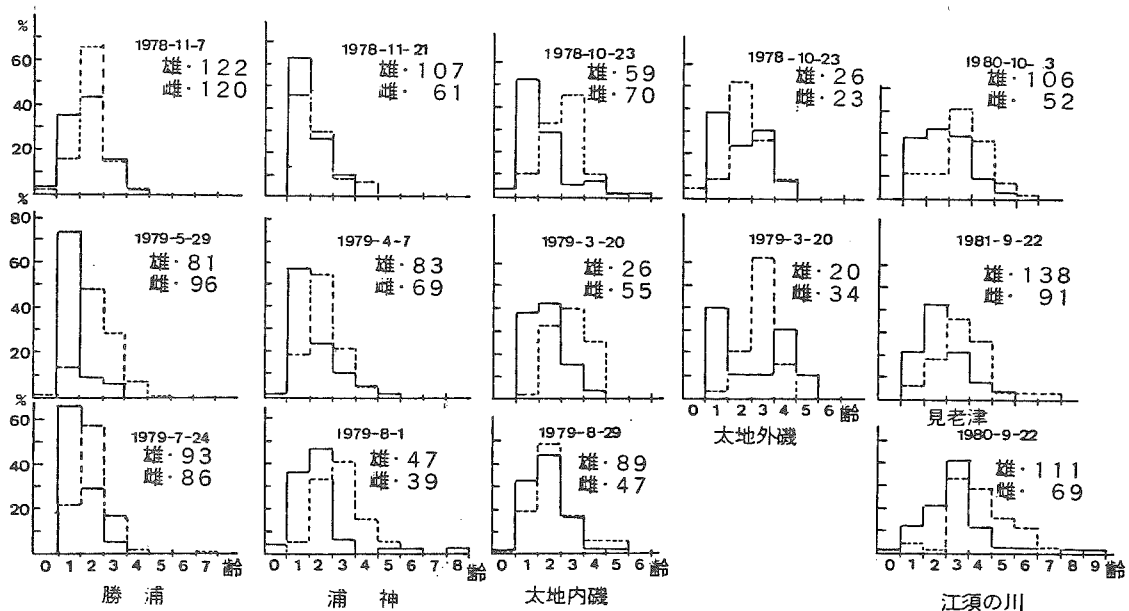 %
60
40
20
%
1978-11-7
雄・122
雌・120
1978-11-21
雄・107
雌・61
1978-10-23
雄・59
雌・70
1978-10-23
雄・26
雌・23
1980-10-3
雄・106
雌・52
80
60
40
20
%
1979-5-29
雄・81
雌・96
1979-4-7
雄・83
雌・69
1979-3-20
雄・26
雌・55
1979-3-20
雄・20
雌・34
0 1 2 3 4 5 6 齢
太地外磯
1981-9-22
雄・138
雌・91
見老津
60
40
20
1979-7-24
雄・93
雌・86
0 1 2 3 4 5 6 7 齢
勝浦
1979-8-1
雄・47
雌・39
0 1 2 3 4 5 6 7 8 齢
浦神
1979-8-29
雄・89
雌・47
0 1 2 3 4 5 6 齢
太地内磯
1980-9-22
雄・111
雌・69
0 1 2 3 4 5 6 7 8 9 齢
江須の川